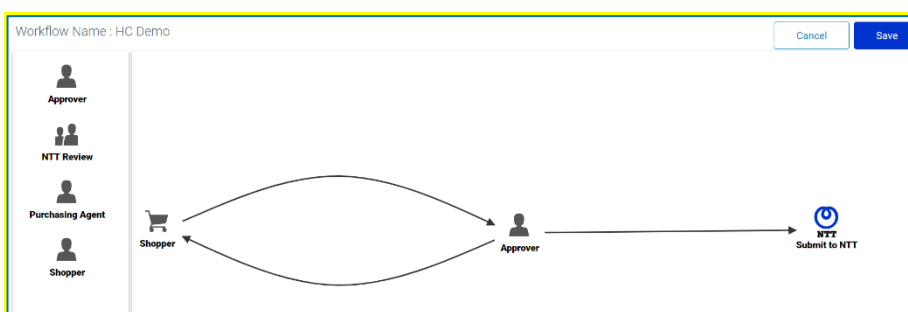 Workflow Name : HC Demo
Cancel
Save
Approver
NTT Review
Purchasing Agent
Shopper
Shopper
Approver
NTT
Submit to NTT